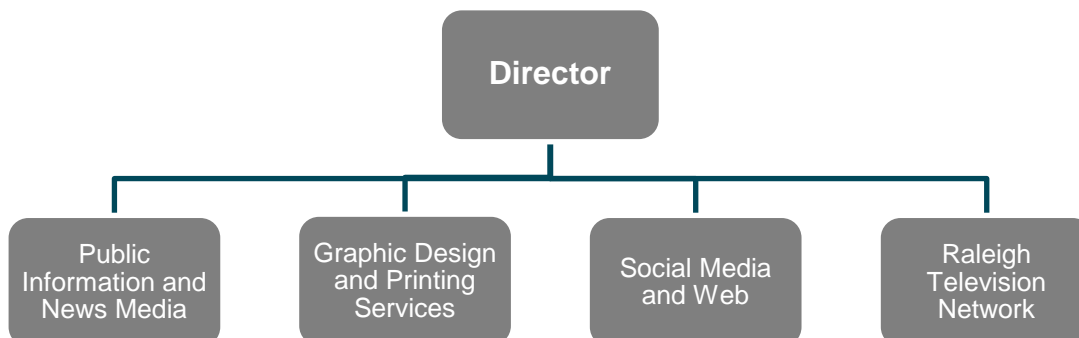 Director
Public
Information and
News Media
Graphic Design
and Printing
Services
Social Media
and Web
Raleigh
Television
Network